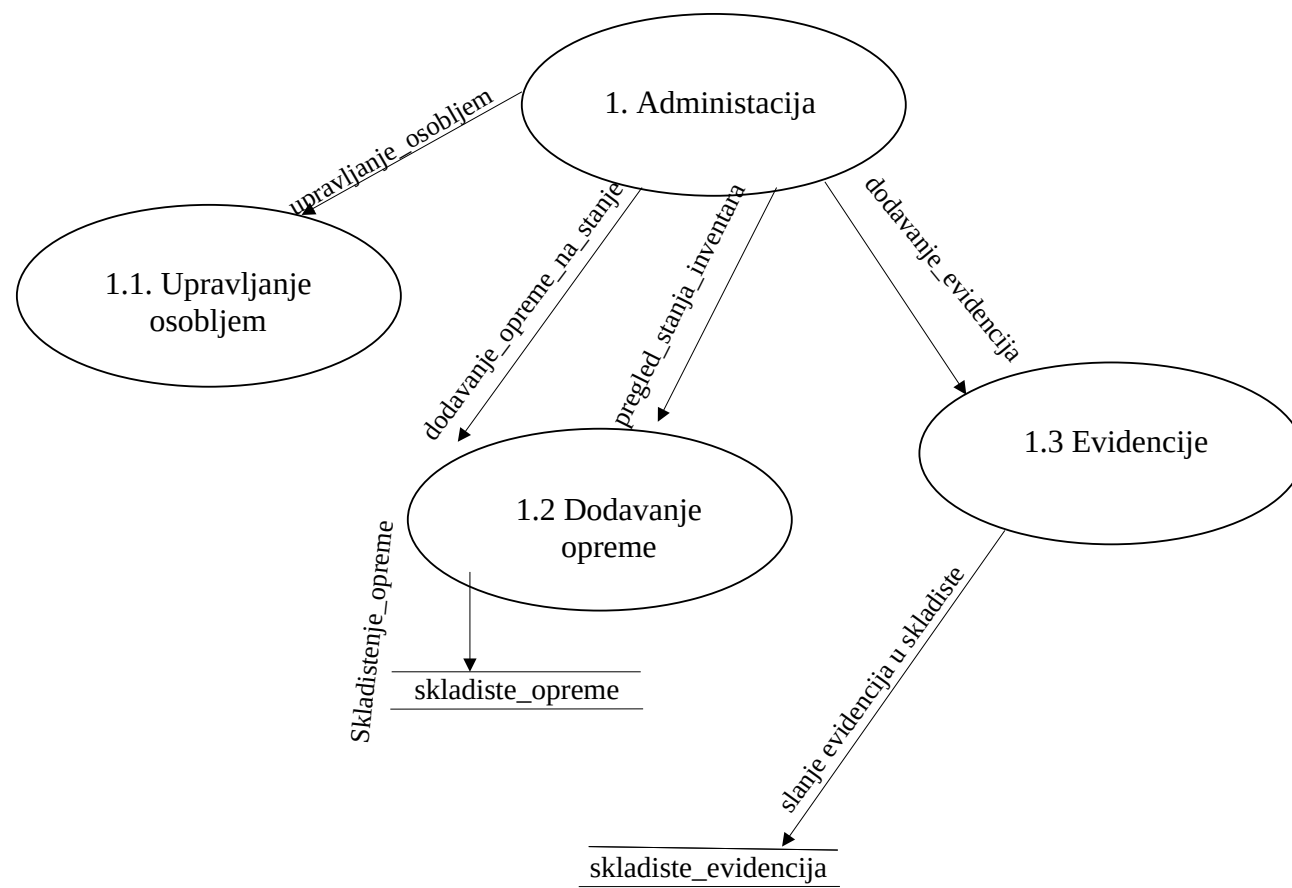 1. Administacija
upravljanje_osobljem
dodavanje_opreme_na_stanje
pregled_stanja_inventara
dodavanje_evidencija
1.1. Upravljanje
osobljem
1.2 Dodavanje
opreme
1.3 Evidencije
Skladistenje_opreme
skladiste_opreme
slanje evidencija u skladiste
skladiste_evidencija